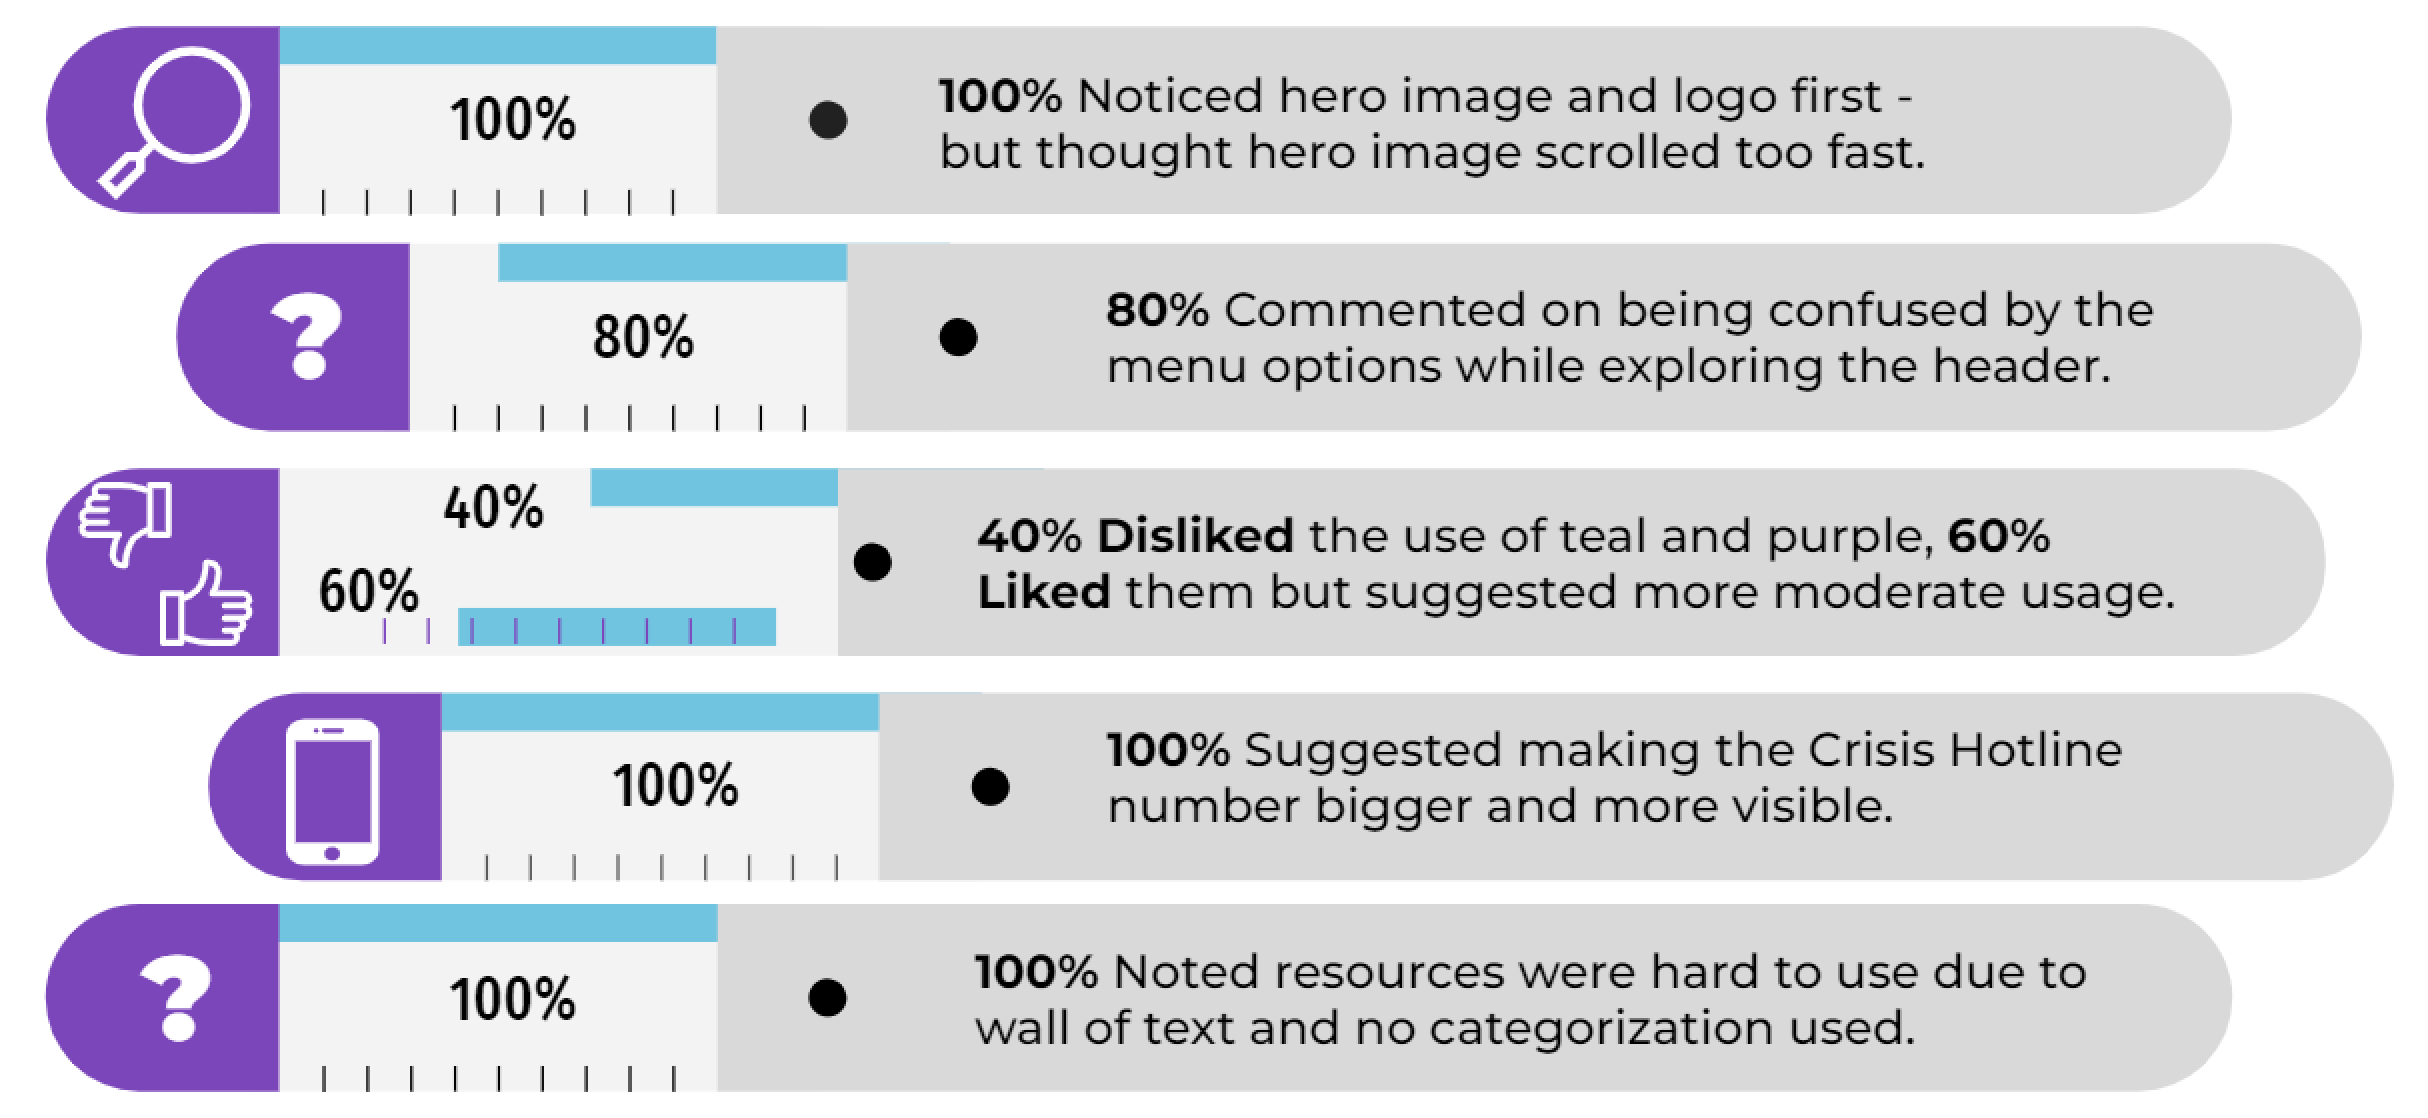 100%
100% Noticed hero image and logo first -
but thought hero image scrolled too fast.
?
80%
80% Commented on being confused by the
menu options while exploring the header.
40%
60%
40% Disliked the use of teal and purple, 60%
Liked them but suggested more moderate usage.
100%
100% Suggested making the Crisis Hotline
number bigger and more visible.
?
100%
100% Noted resources were hard to use due to
wall of text and no categorization used.